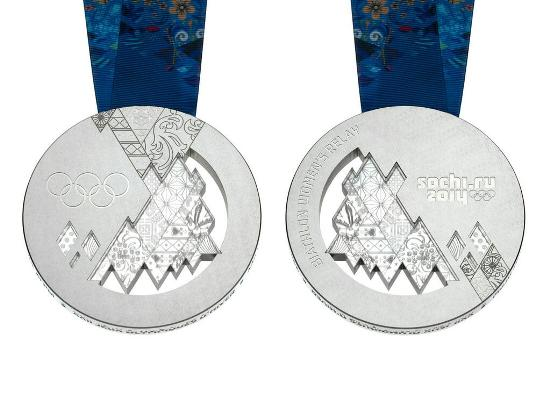 BIATHLON WOMEN'S RELAY
sochi.ru
2014